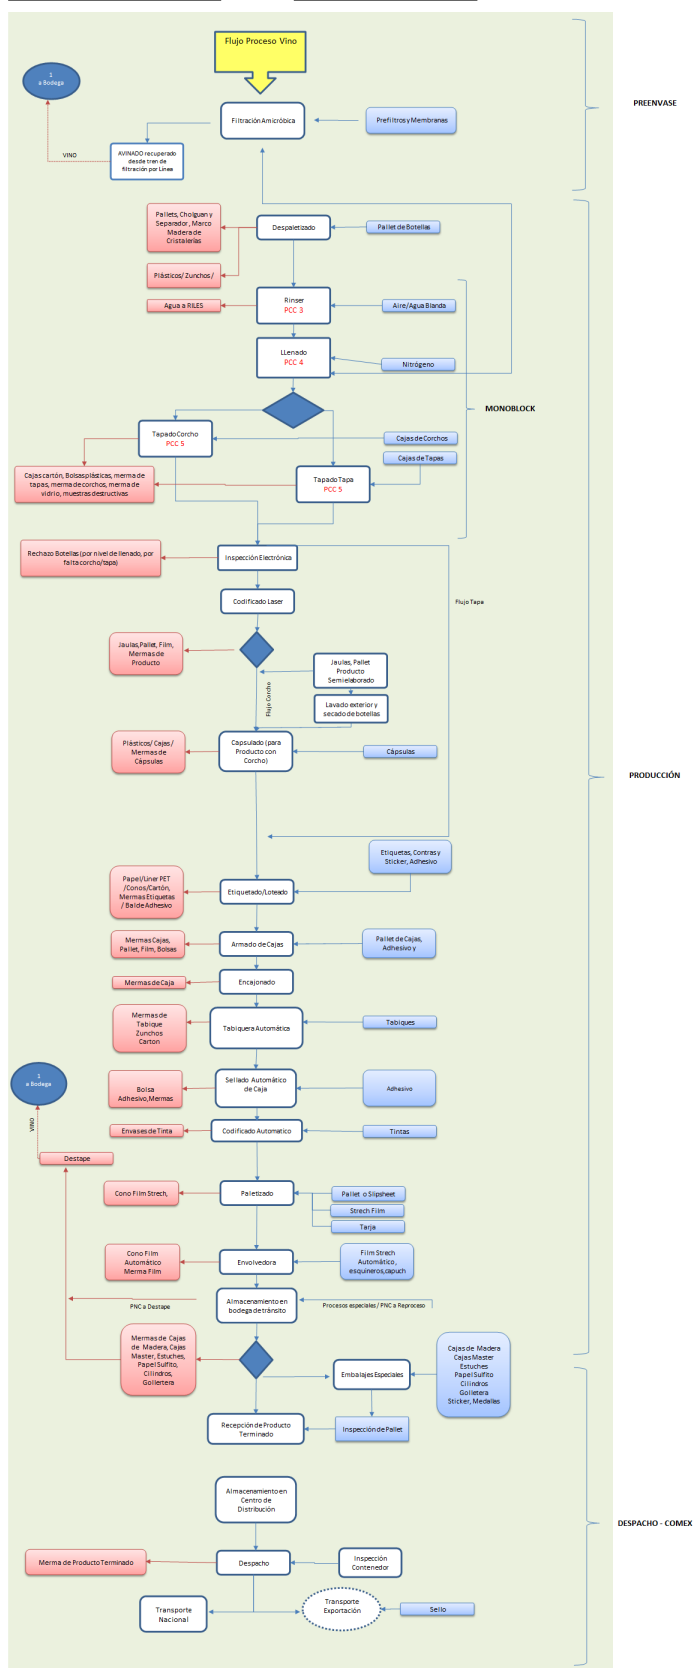 Flujo Proceso Vino
1
a Bodega
PREENVASE
Filtración Amicróbica
Prefiltros y Membranas
AVINADO recuperado
desde tren de
filtración por Línea
VINO
Pallets, Cholguan y
Separador, Marco
Madera de
Cristalerías
Despaletizado
Pallet de Botellas
Plásticos/ Zunchos /
Agua a RILES
Rinser
PCC 3
Aire/Agua Blanda
LLenado
PCC 4
Nitrógeno
MONOBLOCK
Tapado Corcho
PCC 5
Cajas de Corchos
Cajas de Tapas
Cajas cartón, Bolsas plásticas, merma de
tapas, merma de corchos, merma de
vidrio, muestras destructivas
Tapado Tapa
PCC 5
Rechazo Botellas (por nivel de llenado, por
falta corcho/tapa)
Inspección Electrónica
Codificado Laser
Flujo Tapa
Jaulas,Pallet, Film,
Mermas de
Producto
Jaulas, Pallet
Producto
Semielaborado
Flujo Corcho
Lavado exterior y
secado de botellas
Plásticos/ Cajas /
Mermas de
Cápsulas
Capsulado (para
Producto con
Corcho)
Cápsulas
PRODUCCIÓN
Etiquetas, Contras y
Sticker, Adhesivo
Papel/Liner PET
/Conos/Cartón,
Mermas Etiquetas
/ Balde Adhesivo
Etiquetado/Loteado
Mermas Cajas,
Pallet, Film, Bolsas
Armado de Cajas
Pallet de Cajas,
Adhesivo y
Mermas de Caja
Encajonado
Mermas de
Tabique
Zunchos
Carton
Tabiquera Automática
Tabiques
1
a Bodega
Bolsa
Adhesivo,Mermas
Sellado Automático
de Caja
Adhesivo
VINO
Envases de Tinta
Codificado Automatico
Tintas
Destape
Cono Film Strech,
Paletizado
Pallet o Slipsheet
Strech Film
Tarja
Cono Film
Automático
Merma Film
Envolvedora
Film Strech
Automático ,
esquineros,capuch
PNC a Destape
Almacenamiento en
bodega de tránsito
Procesos especiales / PNC a Reproceso
Mermas de Cajas
de Madera, Cajas
Master, Estuches,
Papel Sulfito,
Cilindros,
Gollertera
Embalajes Especiales
Cajas de Madera
Cajas Master
Estuches
Papel Sulfito
Cilindros
Golletera
Sticker, Medallas
Recepción de Producto
Terminado
Inspección de Pallet
Almacenamiento en
Centro de
Distribución
DESPACHO - COMEX
Merma de Producto Terminado
Despacho
Inspección
Contenedor
Transporte
Nacional
Transporte
Exportación
Sello